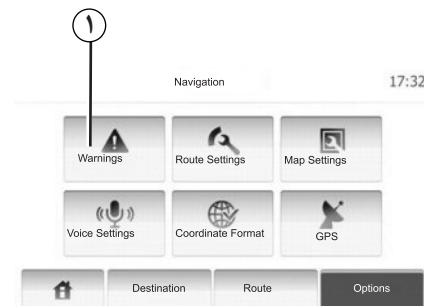 ١
Navigation
17:32
Warnings
Route Settings
Map Settings
Voice Settings
Coordinate Format
GPS
Destination
Route
Options